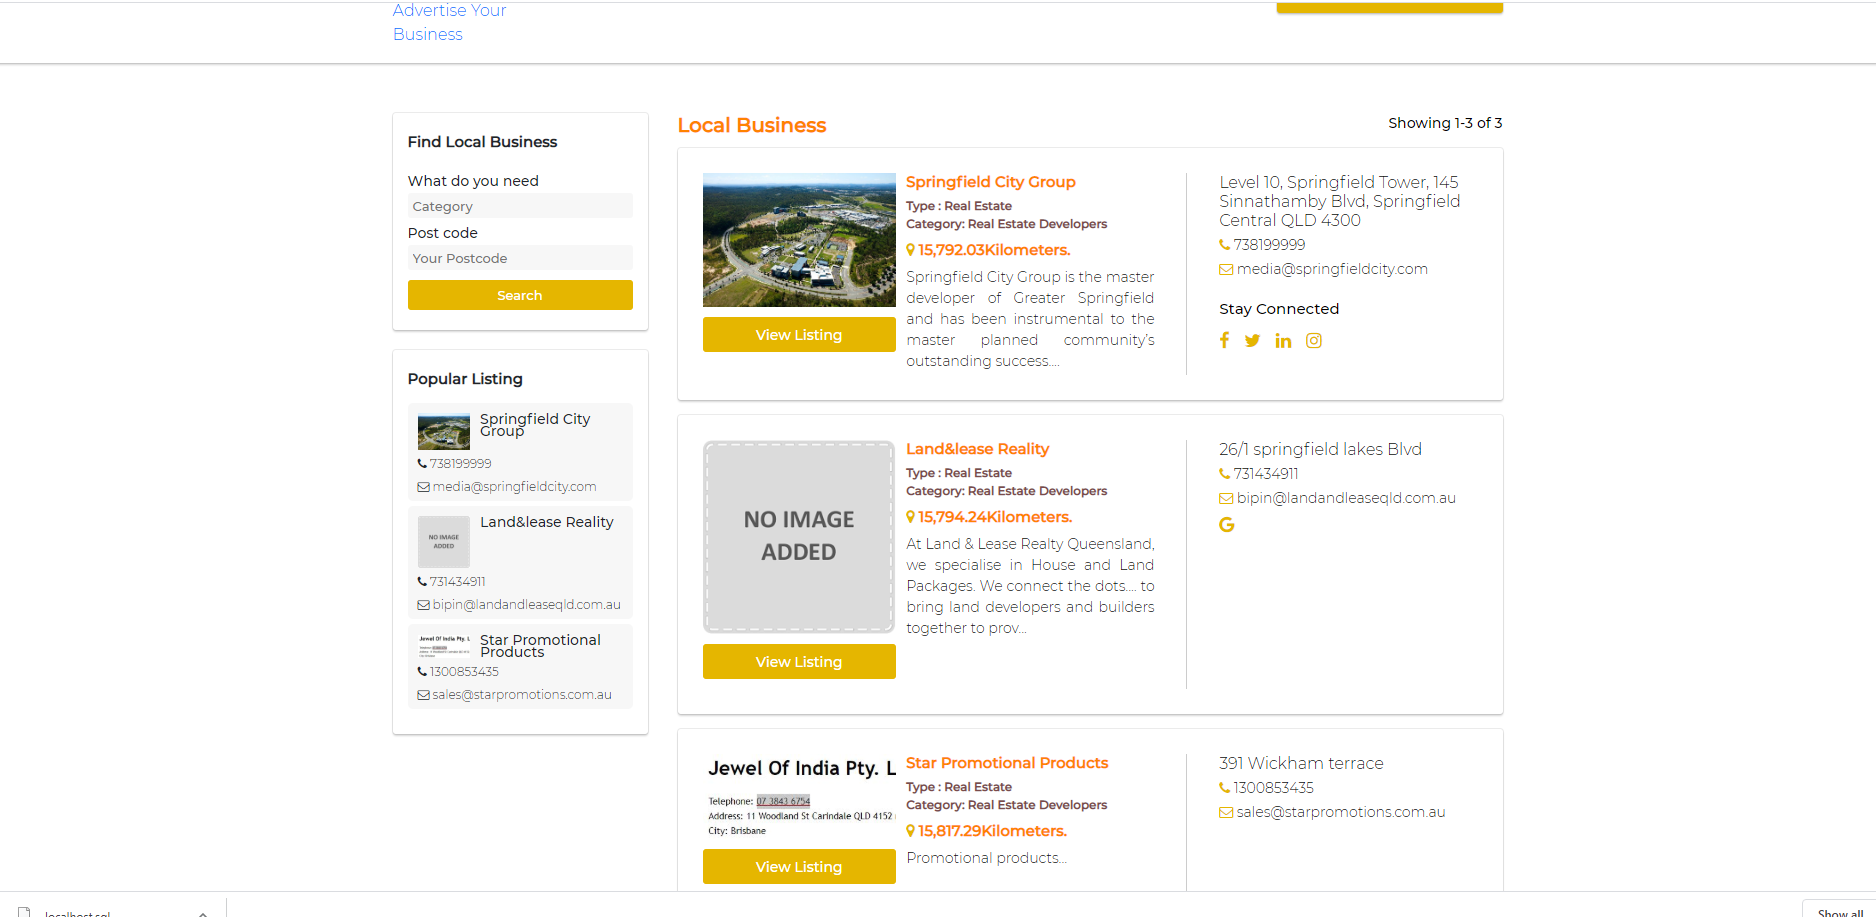 Advertise Your
Business
Find Local Business
What do you need
Category
Post code
Your Postcode
Search
Popular Listing
Springfield City
Group
738199999
media@springfieldcity.com
NO IMAGE
ADDED
Land&lease Reality
731434911
bipin@landandleaseqld.com.au
Jewel Of India Pty. L
Star Promotional
Products
1300853435
sales@starpromotions.com.au
Local Business
Showing 1-3 of 3
Springfield City Group
Type : Real Estate
Category: Real Estate Developers
15,792.03Kilometers.
Springfield City Group is the master
developer of Greater Springfield
and has been instrumental to the
master planned community’s
outstanding success....
View Listing
Level 10, Springfield Tower, 145
Sinnathamby Blvd, Springfield
Central QLD 4300
738199999
media@springfieldcity.com
Stay Connected
NO IMAGE
ADDED
View Listing
Land&lease Reality
Type : Real Estate
Category: Real Estate Developers
15,794.24Kilometers.
At Land & Lease Realty Queensland,
we specialise in House and Land
Packages. We connect the dots.... to
bring land developers and builders
together to prov...
26/1 springfield lakes Blvd
731434911
bipin@landandleaseqld.com.au
Jewel Of India Pty. L
Telephone: 07 3843 6754
Address: 11 Woodland St Carindale QLD 4152
City: Brisbane
View Listing
Star Promotional Products
Type : Real Estate
Category: Real Estate Developers
15,817.29Kilometers.
Promotional products...
391 Wickham terrace
1300853435
sales@starpromotions.com.au
localhost.sql
Show all